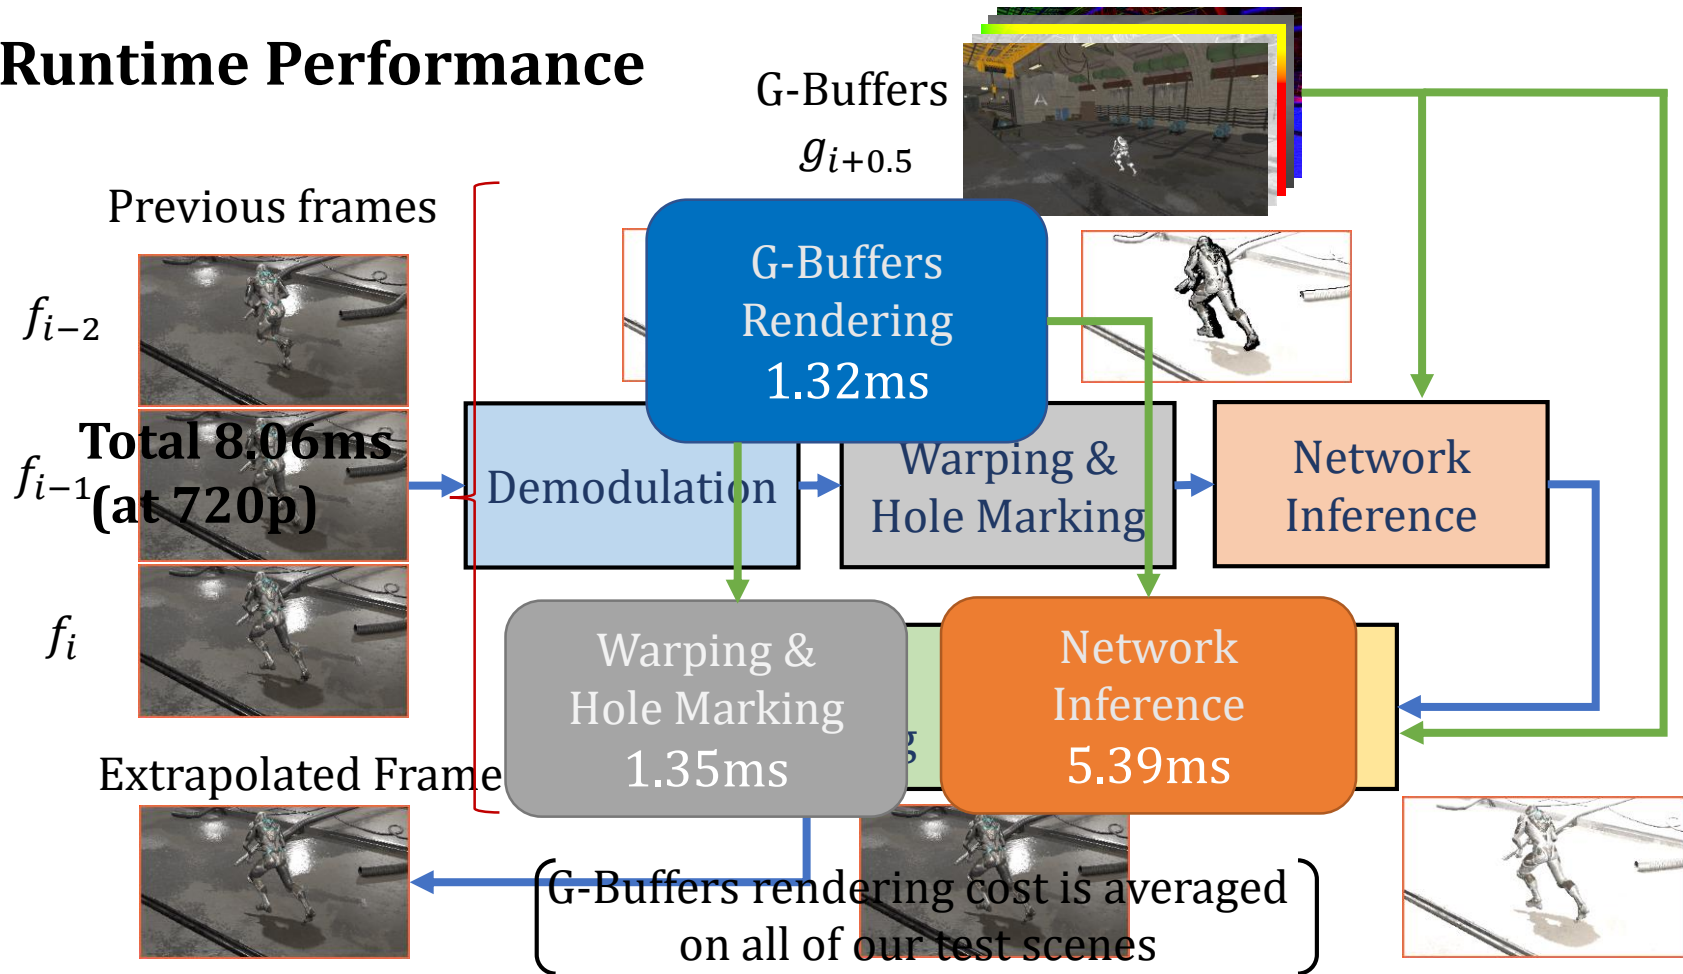 Runtime Performance
G-Buffers
g_{i+0.5}
Previous frames
f_{i−2}
f_{i−1}
f_i
Total 8.06ms
(at 720p)
G-Buffers
Rendering
1.32ms
Demodulation
Warping &
Hole Marking
Network
Inference
Warping &
Hole Marking
1.35ms
g
Network
Inference
5.39ms
Extrapolated Frame
G-Buffers rendering cost is averaged
on all of our test scenes